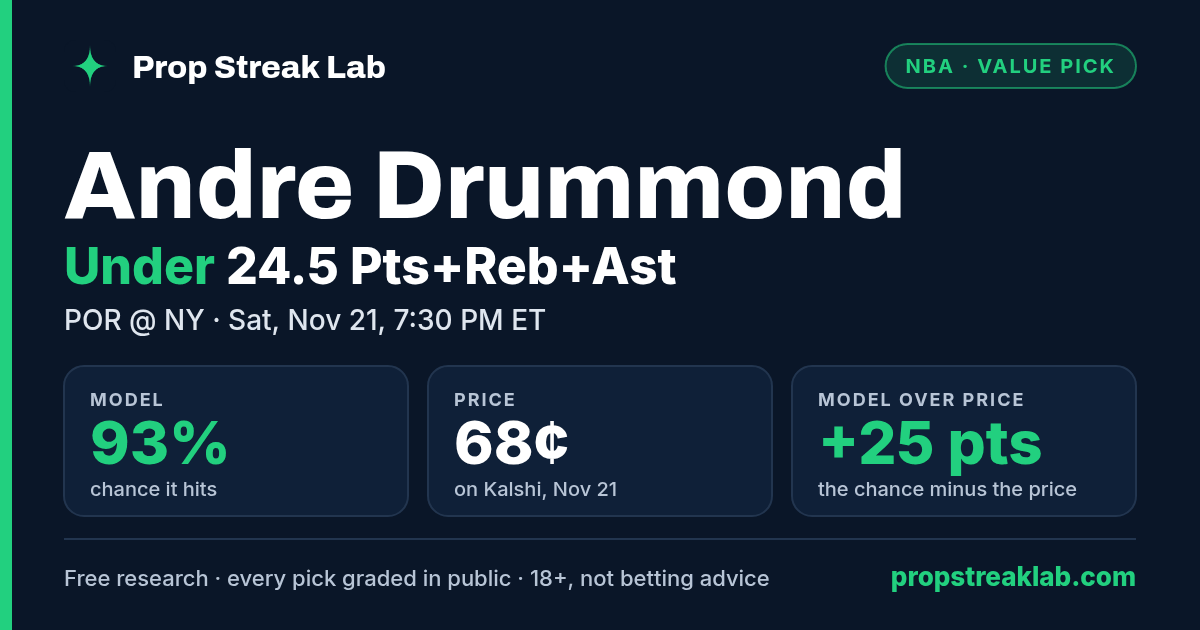 Prop Streak Lab
NBA · VALUE PICK
Andre Drummond
Under 24.5 Pts+Reb+Ast
POR @ NY · Sat, Nov 21, 7:30 PM ET
MODEL
93%
chance it hits
PRICE
68¢
on Kalshi, Nov 21
MODEL OVER PRICE
+25 pts
the chance minus the price
Free research · every pick graded in public · 18+, not betting advice
propstreaklab.com